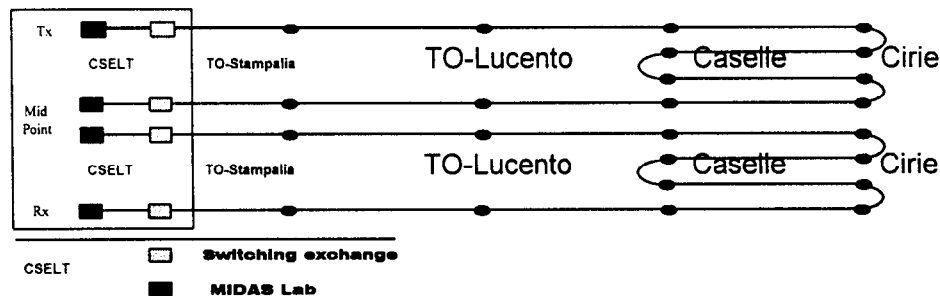 Tx
CSELT TO-Stampalia TO-Lucento Caselle Cirie
Mid
Point
CSELT TO-Stampalia TO-Lucento Caselle Cirie
Rx
CSELT
Switching exchange
MIDAS Lab